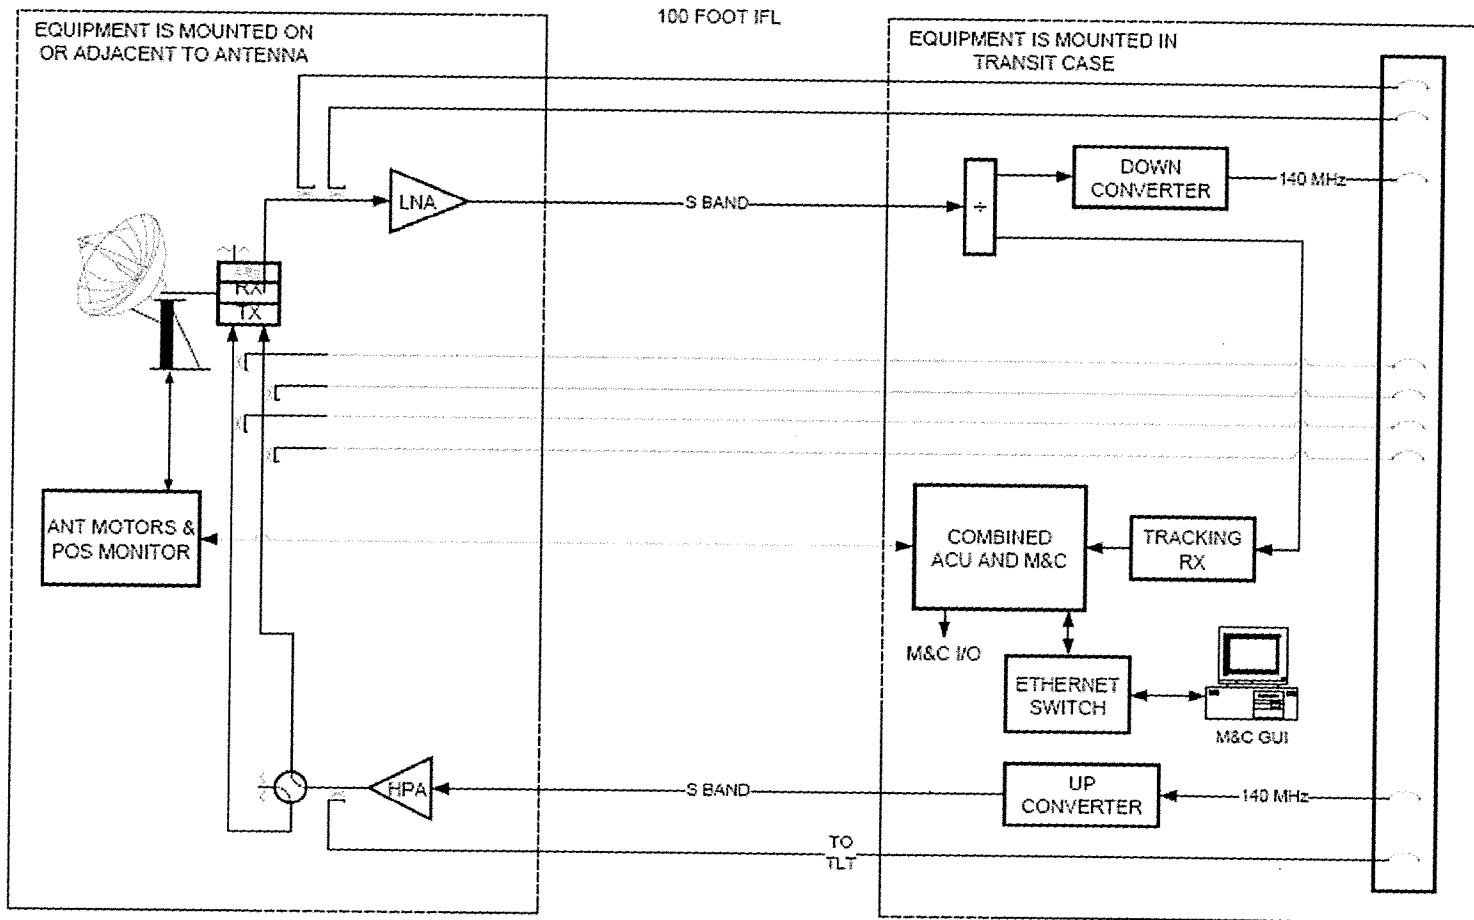 100 FOOT IFL
EQUIPMENT IS MOUNTED ON
OR ADJACENT TO ANTENNA
EQUIPMENT IS MOUNTED IN
TRANSIT CASE
LNA
S BAND
÷
DOWN
CONVERTER
140 MHz
RX
TX
ANT MOTORS &
POS MONITOR
COMBINED
ACU AND M&C
TRACKING
RX
M&C I/O
ETHERNET
SWITCH
M&C GUI
HPA
S BAND
UP
CONVERTER
140 MHz
TO
TLT